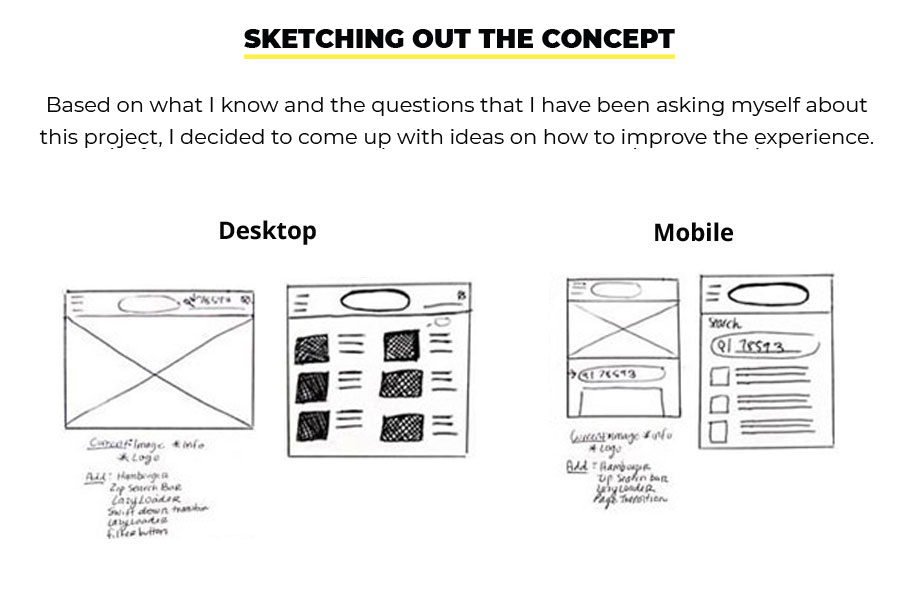 SKETCHING OUT THE CONCEPT
Based on what I know and the questions that I have been asking myself about
this project, I decided to come up with ideas on how to improve the experience.
Desktop
Mobile
78577
Current: Image * Info
* Logo
Add: Hamburger
Zip Search Bar
Lazy Loader
Swift down transition
Lazy Loader
filter button
78573
Current: Image * Info
* Logo
Add: Hamburger
Zip Search bar
Lazy Loader
Page Transition
Search
78573